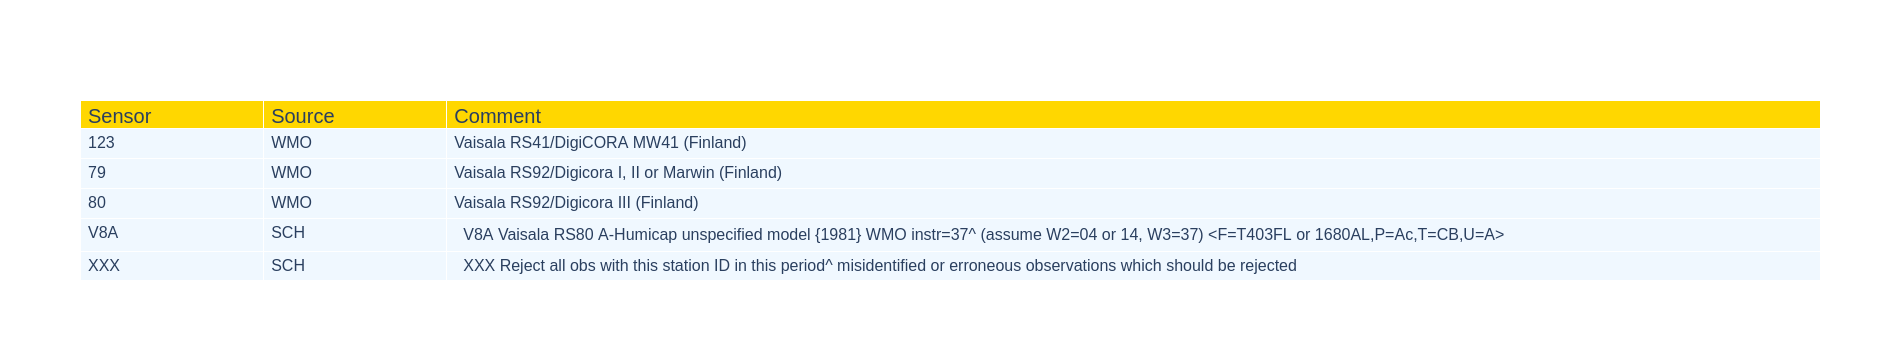 Sensor Source Comment
123 WMO Vaisala RS41/DigiCORA MW41 (Finland)
79 WMO Vaisala RS92/Digicora I, II or Marwin (Finland)
80 WMO Vaisala RS92/Digicora III (Finland)
V8A SCH V8A Vaisala RS80 A-Humicap unspecified model {1981} WMO instr=37^ (assume W2=04 or 14, W3=37) <F=T403FL or 1680AL,P=Ac,T=CB,U=A>
XXX SCH XXX Reject all obs with this station ID in this period^ misidentified or erroneous observations which should be rejected